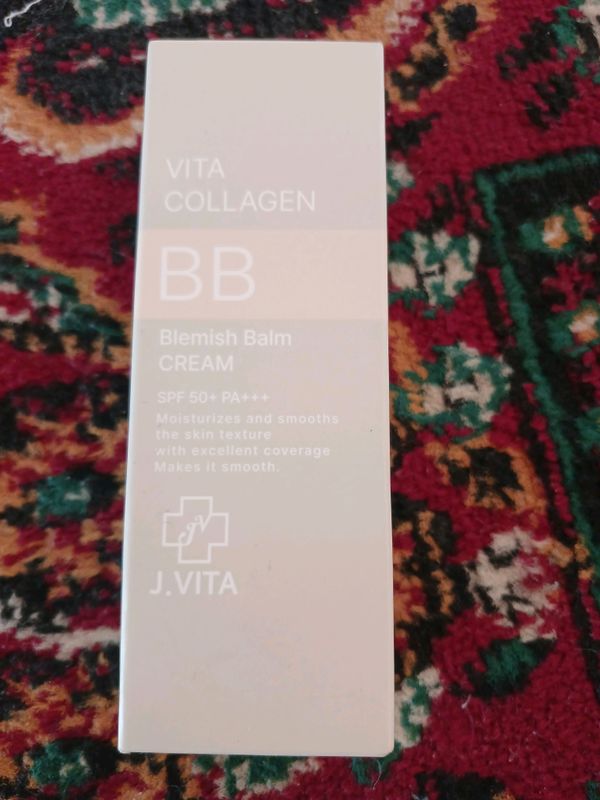 VITA
COLLAGEN
BB
Blemish Balm
CREAM
SPF 50+ PA+++
Moisturizes and smooths
the skin texture
with excellent coverage
Makes it smooth.
JV
J.VITA